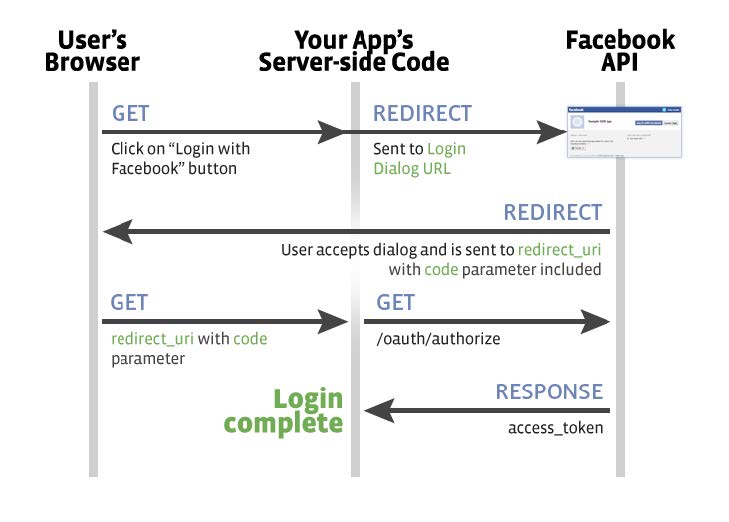 User's
Browser
Your App's
Server-side Code
Facebook
API
GET
Click on “Login with
Facebook” button
REDIRECT
Sent to Login
Dialog URL
facebook
REDIRECT
User accepts dialog and is sent to redirect_uri
with code parameter included
GET
redirect_uri with code
parameter
GET
/oauth/authorize
RESPONSE
access_token
Login
complete